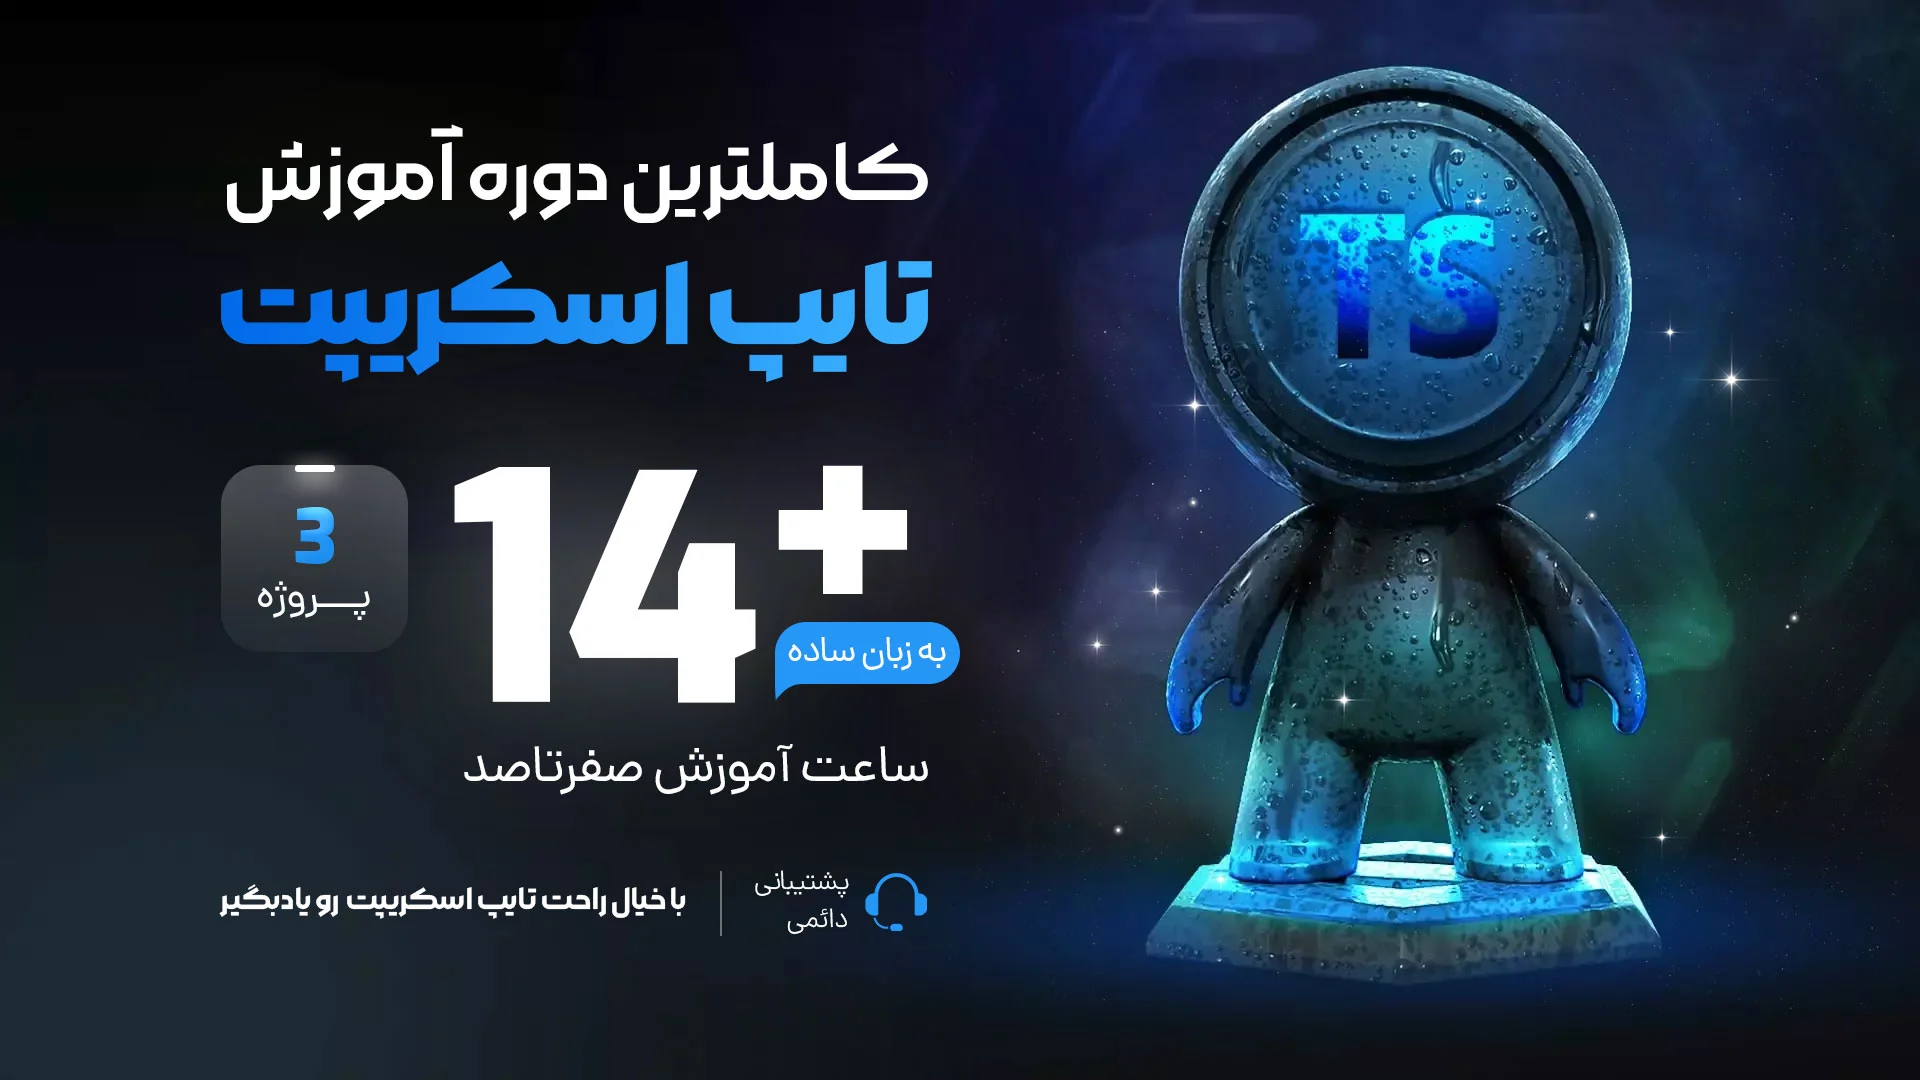 کاملترین دوره آموزش
تایپ اسکریپت
14+
به زبان ساده
ساعت آموزش صفرتاصد
3
پـــروژه
پشتیبانی
دائمی
با خیال راحت تایپ اسکریپت رو یادبگیر
TS